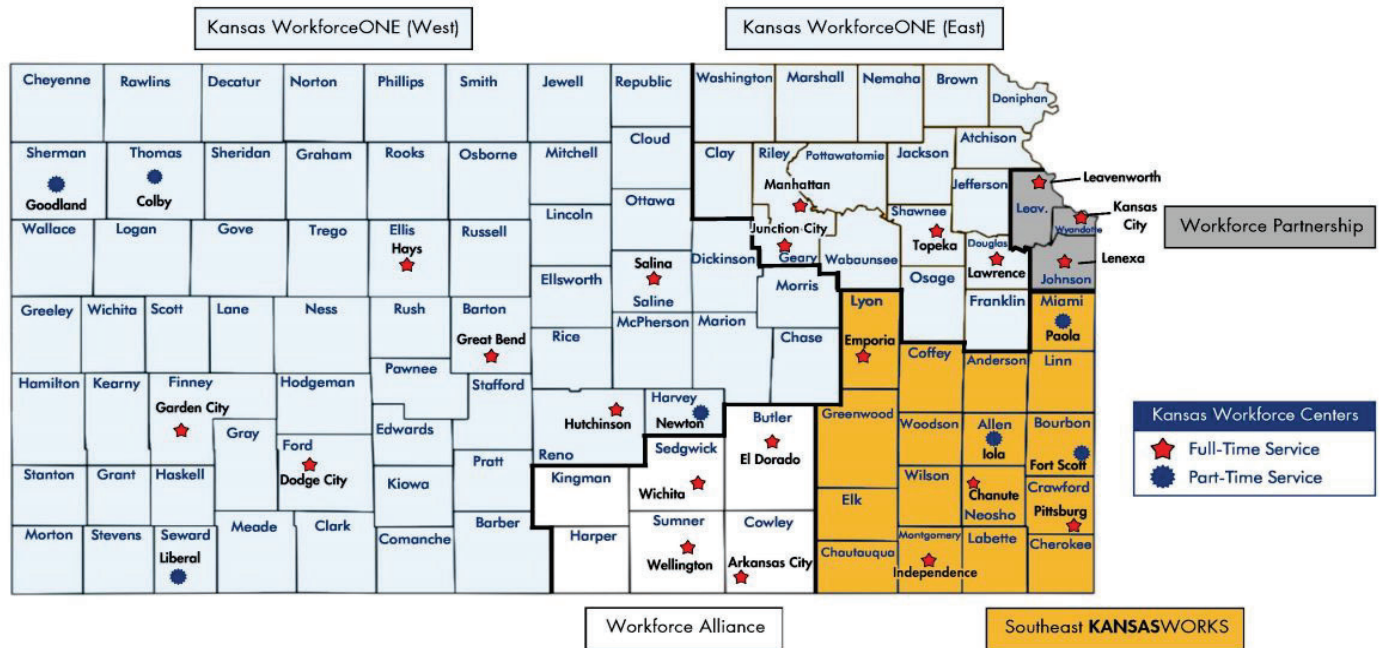 Kansas WorkforceONE (West)
Kansas WorkforceONE (East)
Cheyenne
Rawlins
Decatur
Norton
Phillips
Smith
Jewell
Republic
Washington
Marshall
Nemaha
Brown
Doniphan
Sherman
Goodland
Thomas
Colby
Sheridan
Graham
Rooks
Osborne
Mitchell
Cloud
Clay
Riley
Manhattan
Pottawatomie
Jackson
Atchison
Jefferson
Leav.
Leavenworth
Wyandotte
Kansas
City
Workforce Partnership
Wallace
Logan
Gove
Trego
Ellis
Hays
Russell
Lincoln
Ottawa
Salina
Saline
Dickinson
Junction City
Geary
Wabaunsee
Shawnee
Topeka
Douglas
Lawrence
Johnson
Lenexa
Ellsworth
Morris
Osage
Franklin
Miami
Paola
Greeley
Wichita
Scott
Lane
Ness
Rush
Barton
Great Bend
Rice
McPherson
Marion
Chase
Lyon
Emporia
Coffey
Anderson
Linn
Hamilton
Kearny
Finney
Garden City
Hodgeman
Pawnee
Stafford
Hutchinson
Reno
Harvey
Newton
Butler
El Dorado
Greenwood
Woodson
Allen
Iola
Bourbon
Fort Scott
Gray
Ford
Dodge City
Edwards
Stanton
Grant
Haskell
Kiowa
Pratt
Kingman
Sedgwick
Wichita
Elk
Wilson
Chanute
Neosho
Crawford
Pittsburg
Morton
Stevens
Seward
Liberal
Meade
Clark
Comanche
Barber
Harper
Sumner
Wellington
Cowley
Arkansas City
Chautauqua
Montgomery
Independence
Labette
Cherokee
Kansas Workforce Centers
Full-Time Service
Part-Time Service
Workforce Alliance
Southeast KANSASWORKS